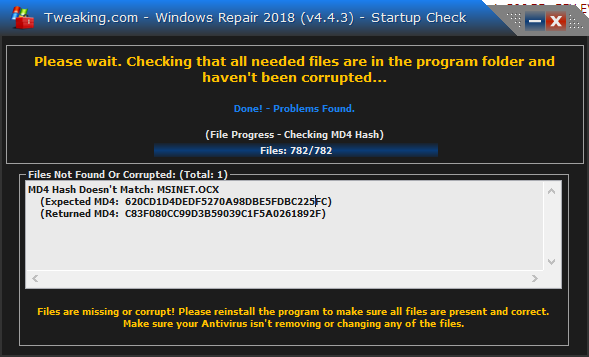 Tweaking.com - Windows Repair 2018 (v4.4.3) - Startup Check
Please wait. Checking that all needed files are in the program folder and
haven't been corrupted...
Done! - Problems Found.
(File Progress - Checking MD4 Hash)
Files: 782/782
Files Not Found Or Corrupted: (Total: 1)
MD4 Hash Doesn't Match: MSINET.OCX
(Expected MD4: 620CD1D4DEDF5270A98DBE5FDBC225FC)
(Returned MD4: C83F080CC99D3B59039C1F5A0261892F)
Files are missing or corrupt! Please reinstall the program to make sure all files are present and correct.
Make sure your Antivirus isn't removing or changing any of the files.